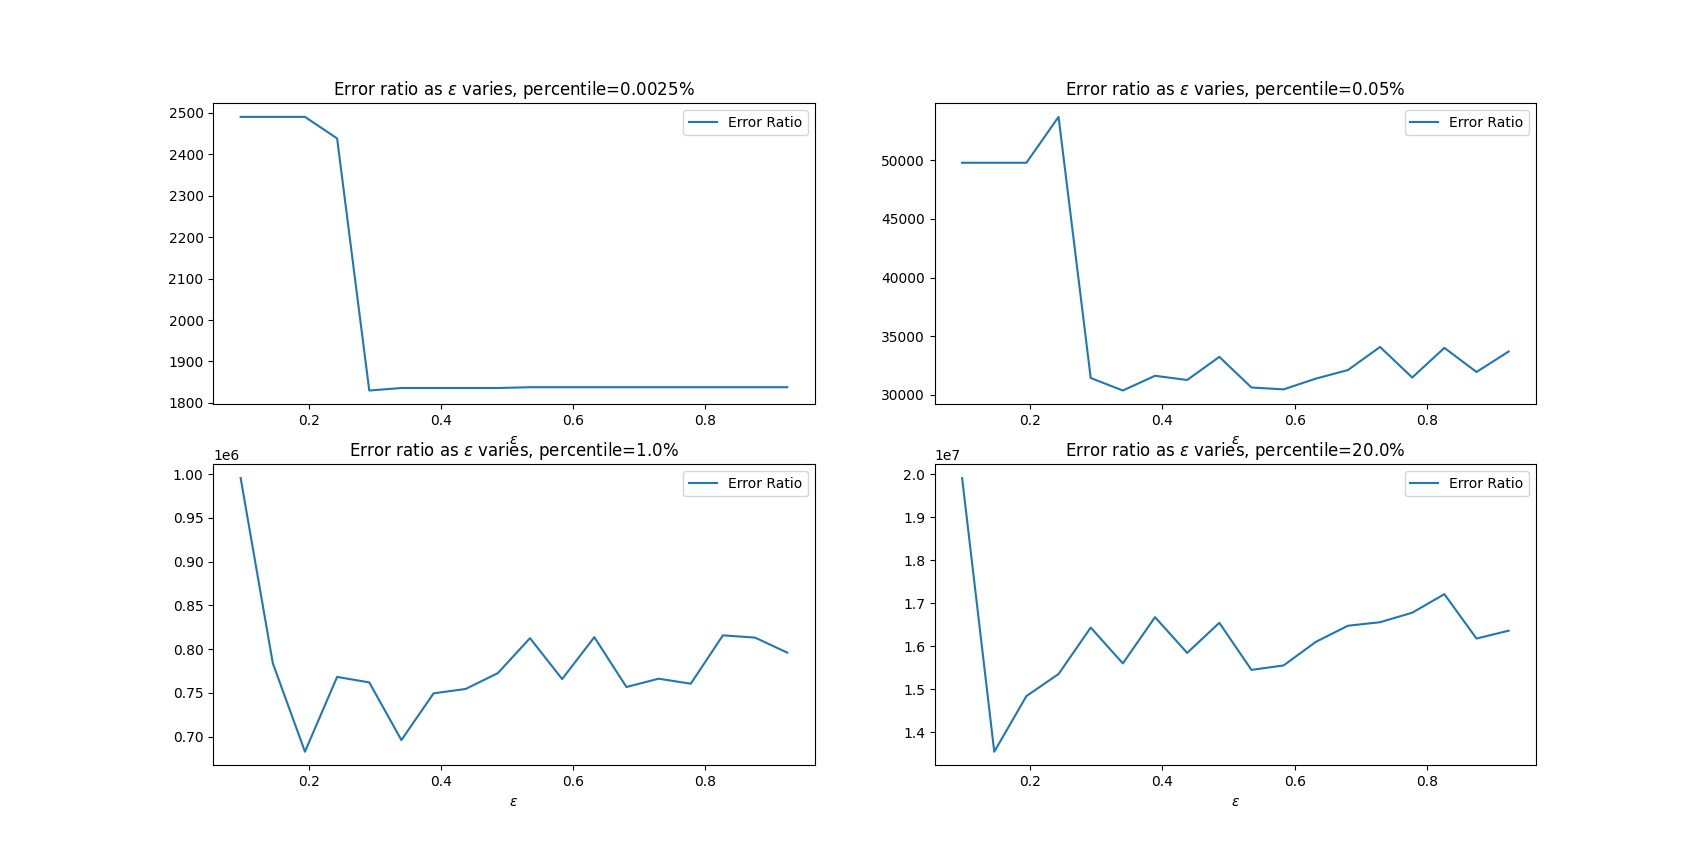 Error ratio as ε varies, percentile=0.0025%
2500
2400
2300
2200
2100
2000
1900
1800
Error Ratio
0.2 0.4 0.6 0.8
ε
Error ratio as ε varies, percentile=0.05%
50000
45000
40000
35000
30000
Error Ratio
0.2 0.4 0.6 0.8
ε
Error ratio as ε varies, percentile=1.0%
1e6
1.00
0.95
0.90
0.85
0.80
0.75
0.70
Error Ratio
0.2 0.4 0.6 0.8
ε
Error ratio as ε varies, percentile=20.0%
1e7
2.0
1.9
1.8
1.7
1.6
1.5
1.4
Error Ratio
0.2 0.4 0.6 0.8
ε